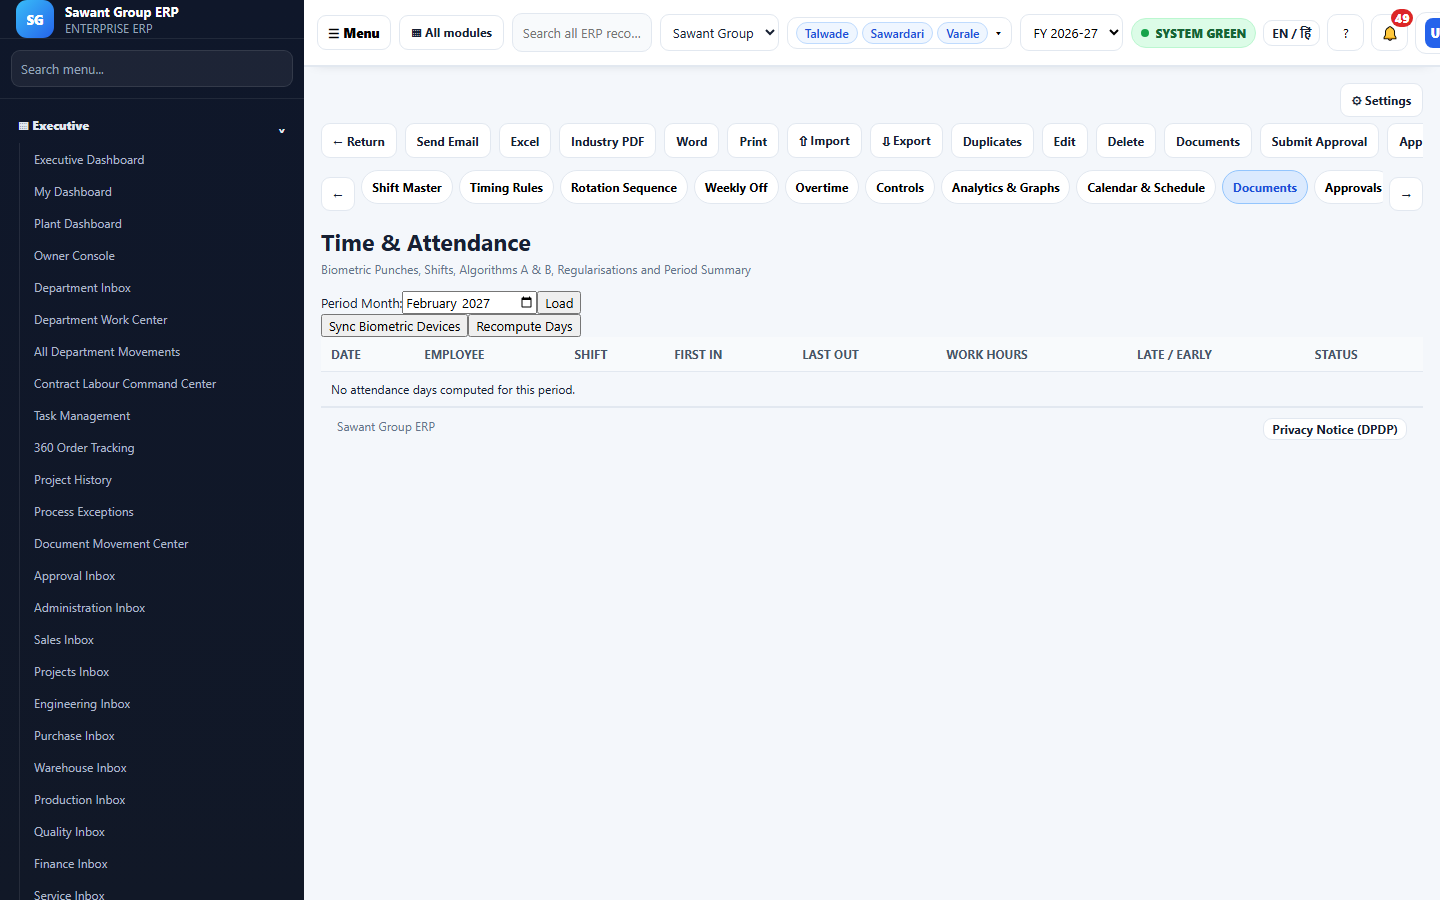 SG
Sawant Group ERP
ENTERPRISE ERP
Search menu...
Executive
Executive Dashboard
My Dashboard
Plant Dashboard
Owner Console
Department Inbox
Department Work Center
All Department Movements
Contract Labour Command Center
Task Management
360 Order Tracking
Project History
Process Exceptions
Document Movement Center
Approval Inbox
Administration Inbox
Sales Inbox
Projects Inbox
Engineering Inbox
Purchase Inbox
Warehouse Inbox
Production Inbox
Quality Inbox
Finance Inbox
Service Inbox
☰ Menu
All modules
Search all ERP reco...
Sawant Group
Talwade Sawardari Varale
FY 2026-27
SYSTEM GREEN
EN / हिं
?
49
U
⚙ Settings
← Return Send Email Excel Industry PDF Word Print ⇧ Import ⇩ Export Duplicates Edit Delete Documents Submit Approval App
← Shift Master Timing Rules Rotation Sequence Weekly Off Overtime Controls Analytics & Graphs Calendar & Schedule Documents Approvals →
Time & Attendance
Biometric Punches, Shifts, Algorithms A & B, Regularisations and Period Summary
Period Month: February 2027 Load
Sync Biometric Devices Recompute Days
DATE EMPLOYEE SHIFT FIRST IN LAST OUT WORK HOURS LATE / EARLY STATUS
No attendance days computed for this period.
Sawant Group ERP
Privacy Notice (DPDP)